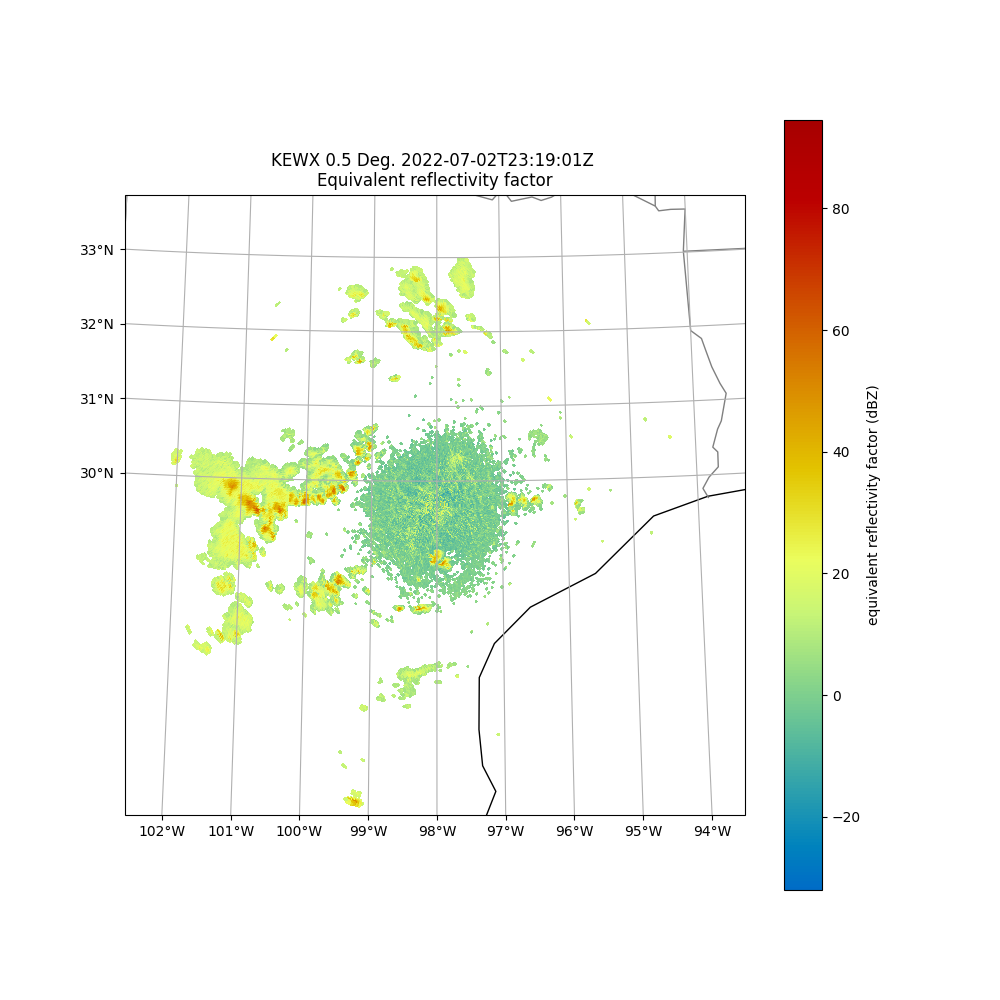 KEWX 0.5 Deg. 2022-07-02T23:19:01Z
Equivalent reflectivity factor
33°N
32°N
31°N
30°N
102°W 101°W 100°W 99°W 98°W 97°W 96°W 95°W 94°W
80
60
40
20
0
−20
equivalent reflectivity factor (dBZ)